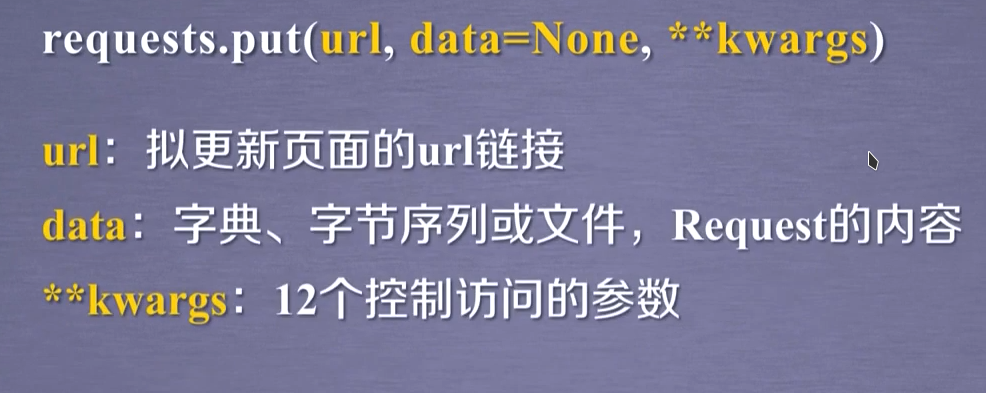 requests.put(url, data=None, **kwargs)
url：拟更新页面的url链接
data：字典、字节序列或文件，Request的内容
**kwargs：12个控制访问的参数